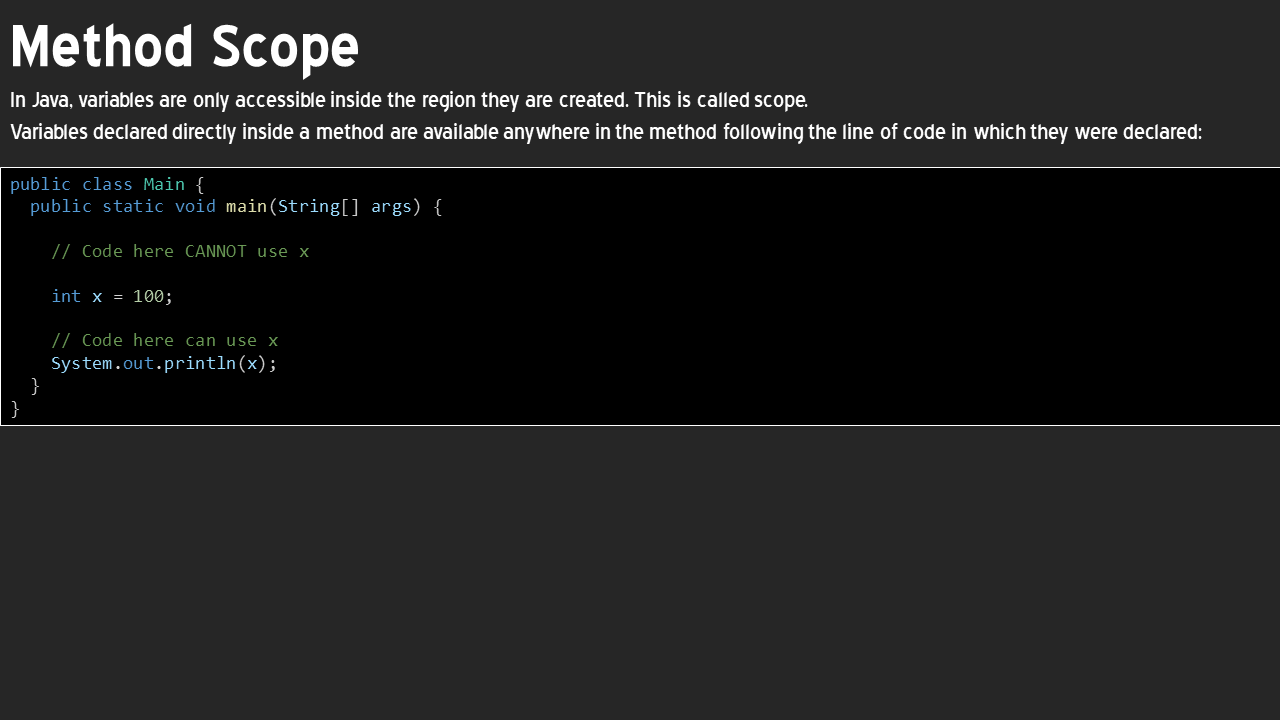 Method Scope
In Java, variables are only accessible inside the region they are created. This is called scope.
Variables declared directly inside a method are available anywhere in the method following the line of code in which they were declared:
public class Main {
  public static void main(String[] args) {
    // Code here CANNOT use x
    int x = 100;
    // Code here can use x
    System.out.println(x);
  }
}